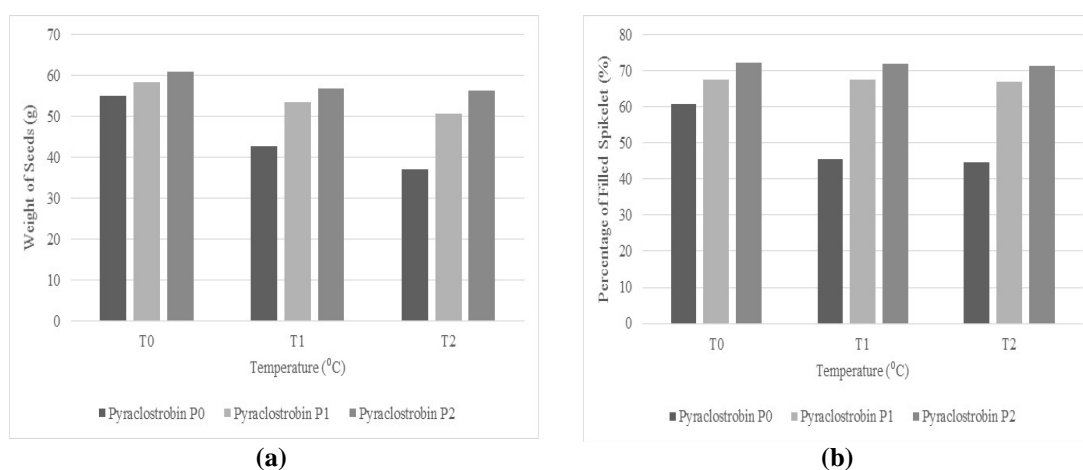 70
60
50
40
30
20
10
0
Weight of Seeds (g)
T0 T1 T2
Temperature (⁰C)
■ Pyraclostrobin P0 ■ Pyraclostrobin P1 ■ Pyraclostrobin P2
(a)
80
70
60
50
40
30
20
10
0
Percentage of Filled Spikelet (%)
T0 T1 T2
Temperature (⁰C)
■ Pyraclostrobin P0 ■ Pyraclostrobin P1 ■ Pyraclostrobin P2
(b)